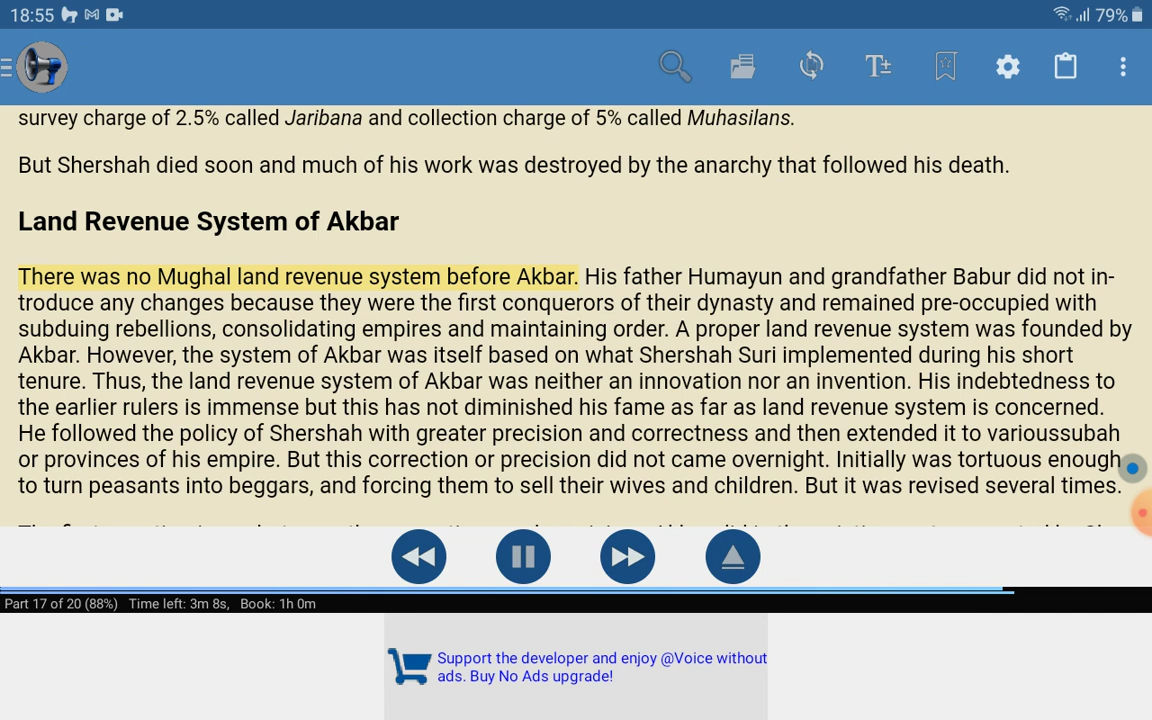 18:55
79%
survey charge of 2.5% called Jaribana and collection charge of 5% called Muhasilans.
But Shershah died soon and much of his work was destroyed by the anarchy that followed his death.
Land Revenue System of Akbar
There was no Mughal land revenue system before Akbar. His father Humayun and grandfather Babur did not in-
troduce any changes because they were the first conquerors of their dynasty and remained pre-occupied with
subduing rebellions, consolidating empires and maintaining order. A proper land revenue system was founded by
Akbar. However, the system of Akbar was itself based on what Shershah Suri implemented during his short
tenure. Thus, the land revenue system of Akbar was neither an innovation nor an invention. His indebtedness to
the earlier rulers is immense but this has not diminished his fame as far as land revenue system is concerned.
He followed the policy of Shershah with greater precision and correctness and then extended it to varioussubah
or provinces of his empire. But this correction or precision did not came overnight. Initially was tortuous enough
to turn peasants into beggars, and forcing them to sell their wives and children. But it was revised several times.
Part 17 of 20 (88%) Time left: 3m 8s, Book: 1h 0m
Support the developer and enjoy @Voice without
ads. Buy No Ads upgrade!